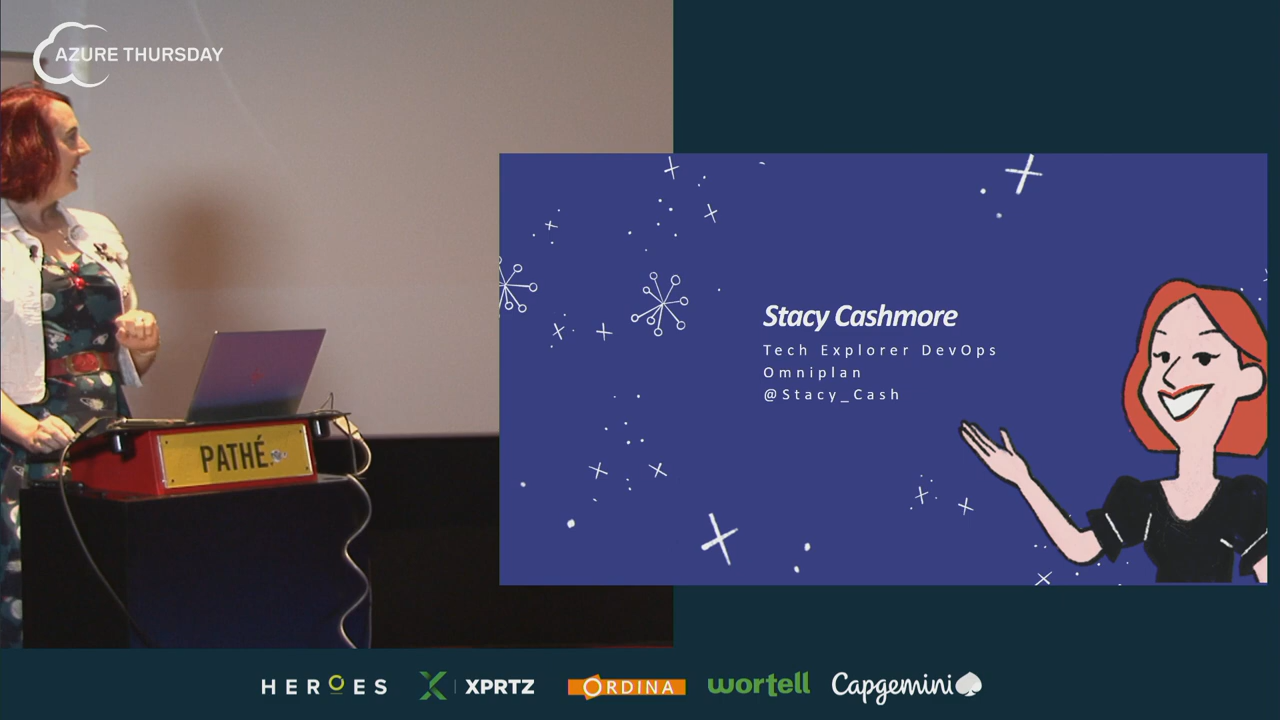 AZURE THURSDAY
Stacy Cashmore
Tech Explorer DevOps
Omniplan
@Stacy_Cash
PATHÉ
HEROES
XPRTZ
ORDINA
wortell
Capgemini